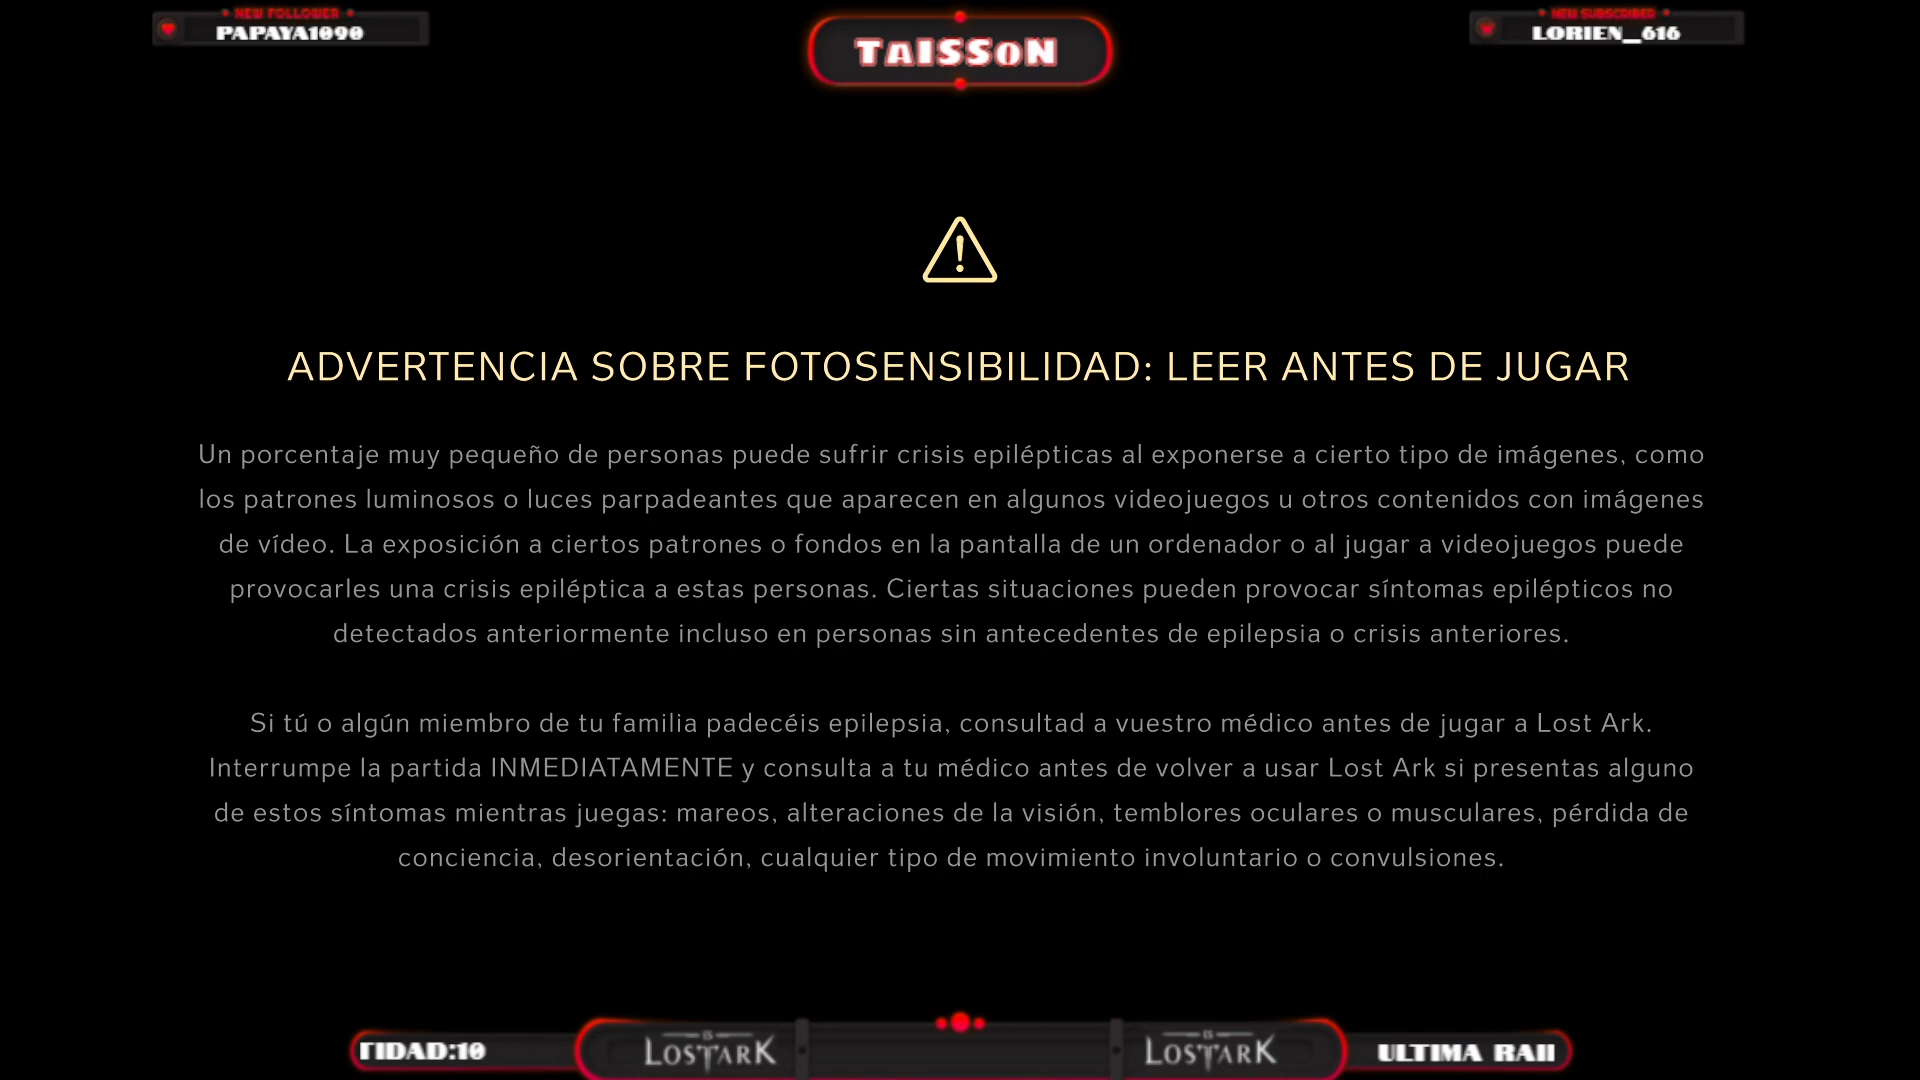 NEW FOLLOWER
PAPAYA1090
TaISSoN
NEW SUBSCRIBER
LORIEN_616
ADVERTENCIA SOBRE FOTOSENSIBILIDAD: LEER ANTES DE JUGAR
Un porcentaje muy pequeño de personas puede sufrir crisis epilépticas al exponerse a cierto tipo de imágenes, como
los patrones luminosos o luces parpadeantes que aparecen en algunos videojuegos u otros contenidos con imágenes
de vídeo. La exposición a ciertos patrones o fondos en la pantalla de un ordenador o al jugar a videojuegos puede
provocarles una crisis epiléptica a estas personas. Ciertas situaciones pueden provocar síntomas epilépticos no
detectados anteriormente incluso en personas sin antecedentes de epilepsia o crisis anteriores.
Si tú o algún miembro de tu familia padecéis epilepsia, consultad a vuestro médico antes de jugar a Lost Ark.
Interrumpe la partida INMEDIATAMENTE y consulta a tu médico antes de volver a usar Lost Ark si presentas alguno
de estos síntomas mientras juegas: mareos, alteraciones de la visión, temblores oculares o musculares, pérdida de
conciencia, desorientación, cualquier tipo de movimiento involuntario o convulsiones.
TIDAD:10
LOSTARK
LOSTARK
ULTIMA RAI